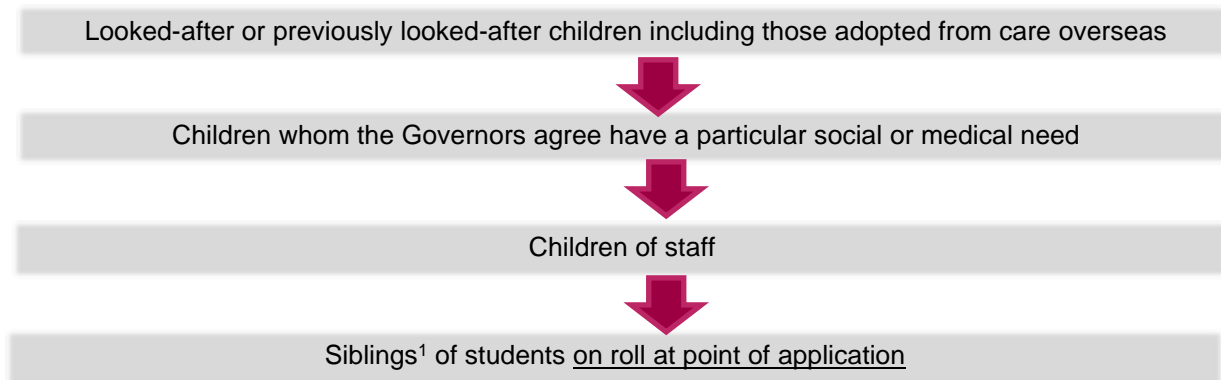 Looked-after or previously looked-after children including those adopted from care overseas
Children whom the Governors agree have a particular social or medical need
Children of staff
Siblings¹ of students on roll at point of application